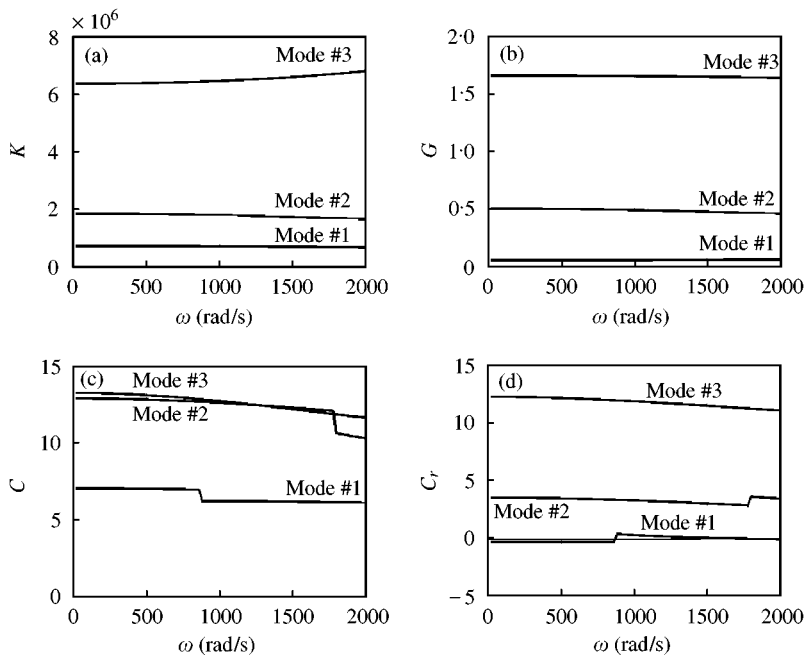 × 10⁶
8
6
4
2
0
K
(a)
Mode #3
Mode #2
Mode #1
0
500
1000
1500
2000
ω (rad/s)
2·0
1·5
1·0
0·5
0
G
(b)
Mode #3
Mode #2
Mode #1
0
500
1000
1500
2000
ω (rad/s)
15
10
5
0
C
(c)
Mode #3
Mode #2
Mode #1
0
500
1000
1500
2000
ω (rad/s)
15
10
5
0
−5
Cᵣ
(d)
Mode #3
Mode #2
Mode #1
0
500
1000
1500
2000
ω (rad/s)